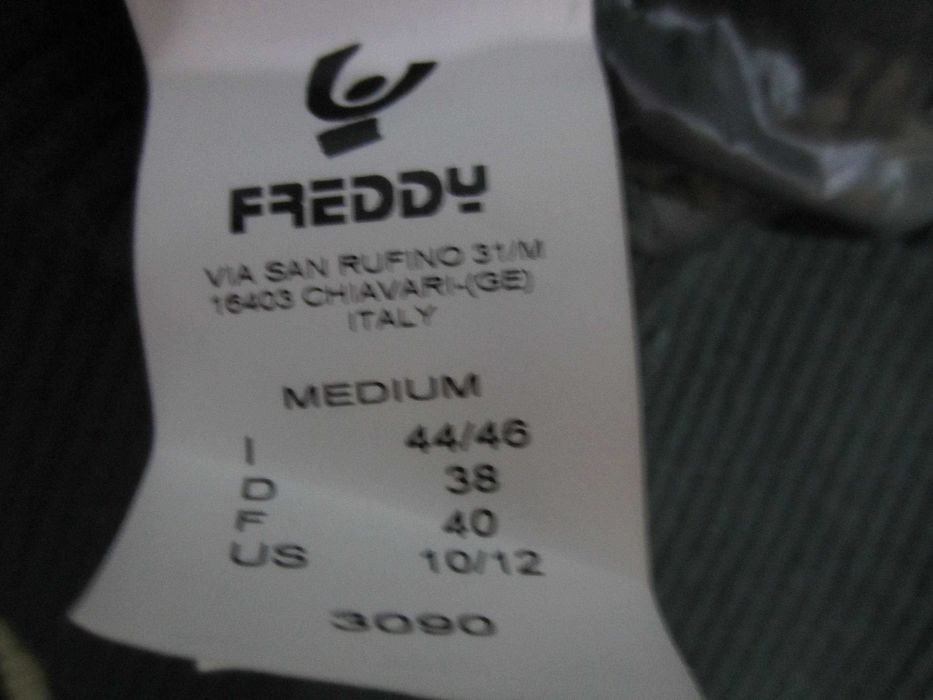 FREDDY
VIA SAN RUFINO 31/M
16403 CHIAVARI-(GE)
ITALY
MEDIUM
I 44/46
D 38
F 40
US 10/12
3090